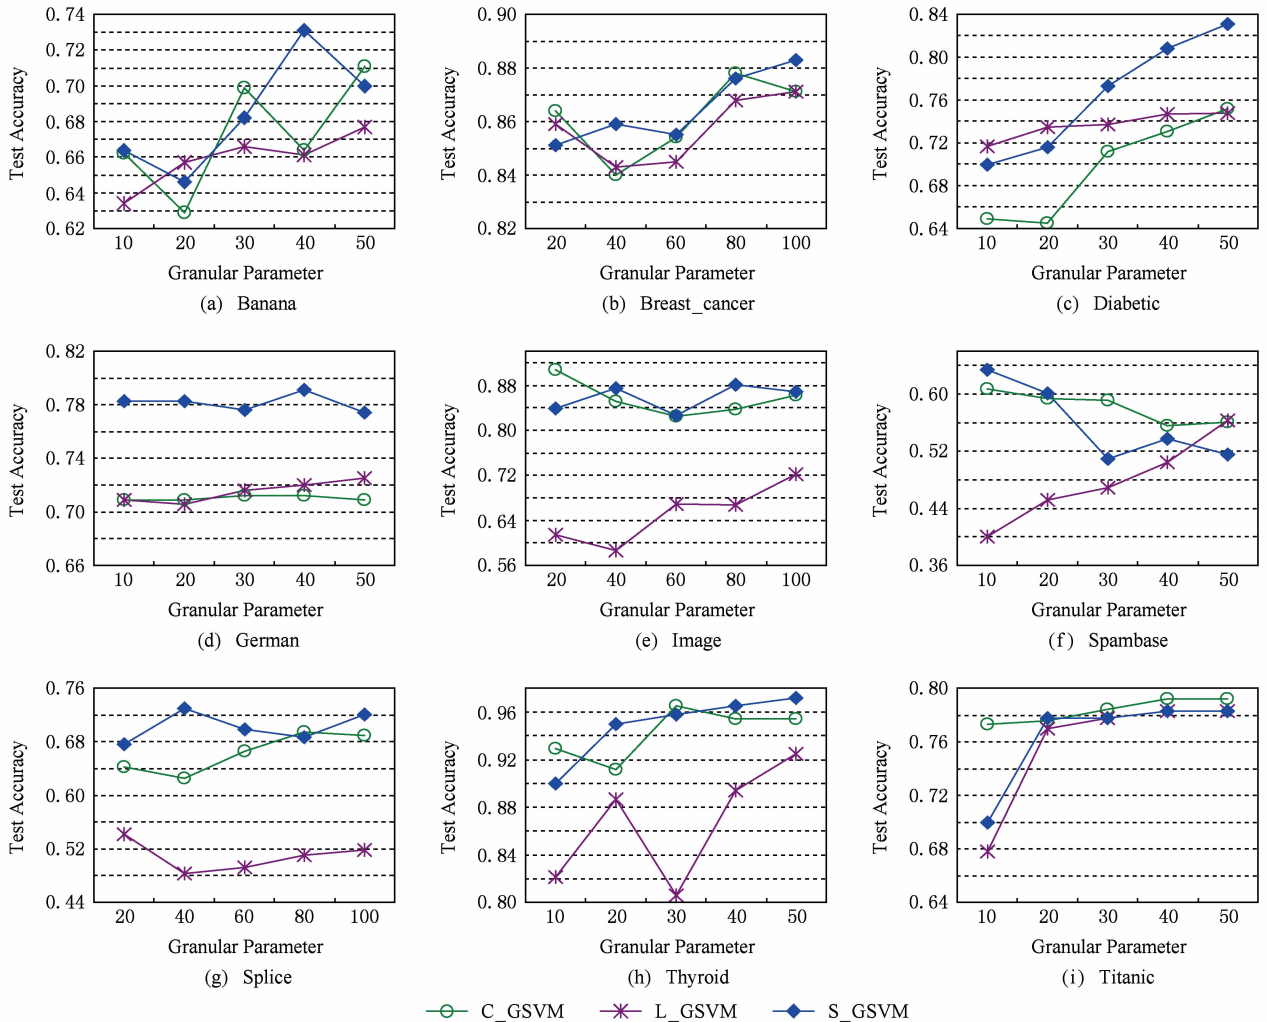 0.74
0.72
0.70
0.68
0.66
0.64
0.62
Test Accuracy
10 20 30 40 50
Granular Parameter
(a) Banana
0.90
0.88
0.86
0.84
0.82
Test Accuracy
20 40 60 80 100
Granular Parameter
(b) Breast_cancer
0.84
0.80
0.76
0.72
0.68
0.64
Test Accuracy
10 20 30 40 50
Granular Parameter
(c) Diabetic
0.82
0.78
0.74
0.70
0.66
Test Accuracy
10 20 30 40 50
Granular Parameter
(d) German
0.88
0.80
0.72
0.64
0.56
Test Accuracy
20 40 60 80 100
Granular Parameter
(e) Image
0.60
0.52
0.44
0.36
Test Accuracy
10 20 30 40 50
Granular Parameter
(f) Spambase
0.76
0.68
0.60
0.52
0.44
Test Accuracy
20 40 60 80 100
Granular Parameter
(g) Splice
0.96
0.92
0.88
0.84
0.80
Test Accuracy
10 20 30 40 50
Granular Parameter
(h) Thyroid
0.80
0.76
0.72
0.68
0.64
Test Accuracy
10 20 30 40 50
Granular Parameter
(i) Titanic
C_GSVM L_GSVM S_GSVM